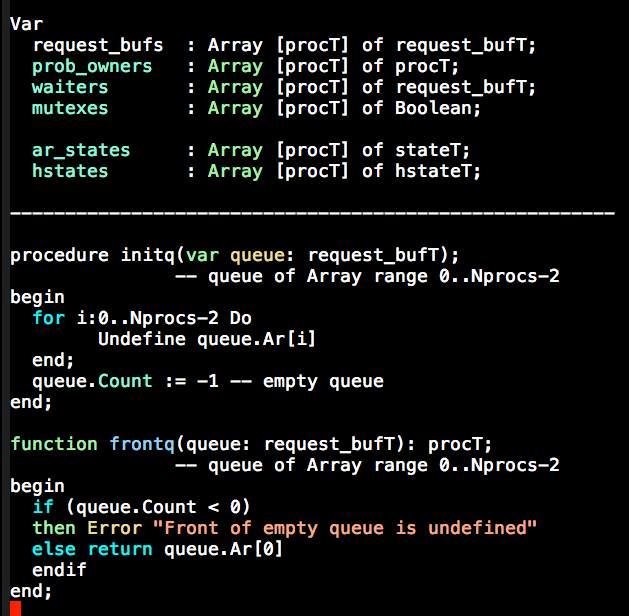 Var
  request_bufs  : Array [procT] of request_bufT;
  prob_owners   : Array [procT] of procT;
  waiters       : Array [procT] of request_bufT;
  mutexes       : Array [procT] of Boolean;

  ar_states     : Array [procT] of stateT;
  hstates       : Array [procT] of hstateT;

-------------------------------------------------------

procedure initq(var queue: request_bufT);
               -- queue of Array range 0..Nprocs-2
begin
  for i:0..Nprocs-2 Do
        Undefine queue.Ar[i]
  end;
  queue.Count := -1 -- empty queue
end;

function frontq(queue: request_bufT): procT;
               -- queue of Array range 0..Nprocs-2
begin
  if (queue.Count < 0)
  then Error "Front of empty queue is undefined"
  else return queue.Ar[0]
  endif
end;